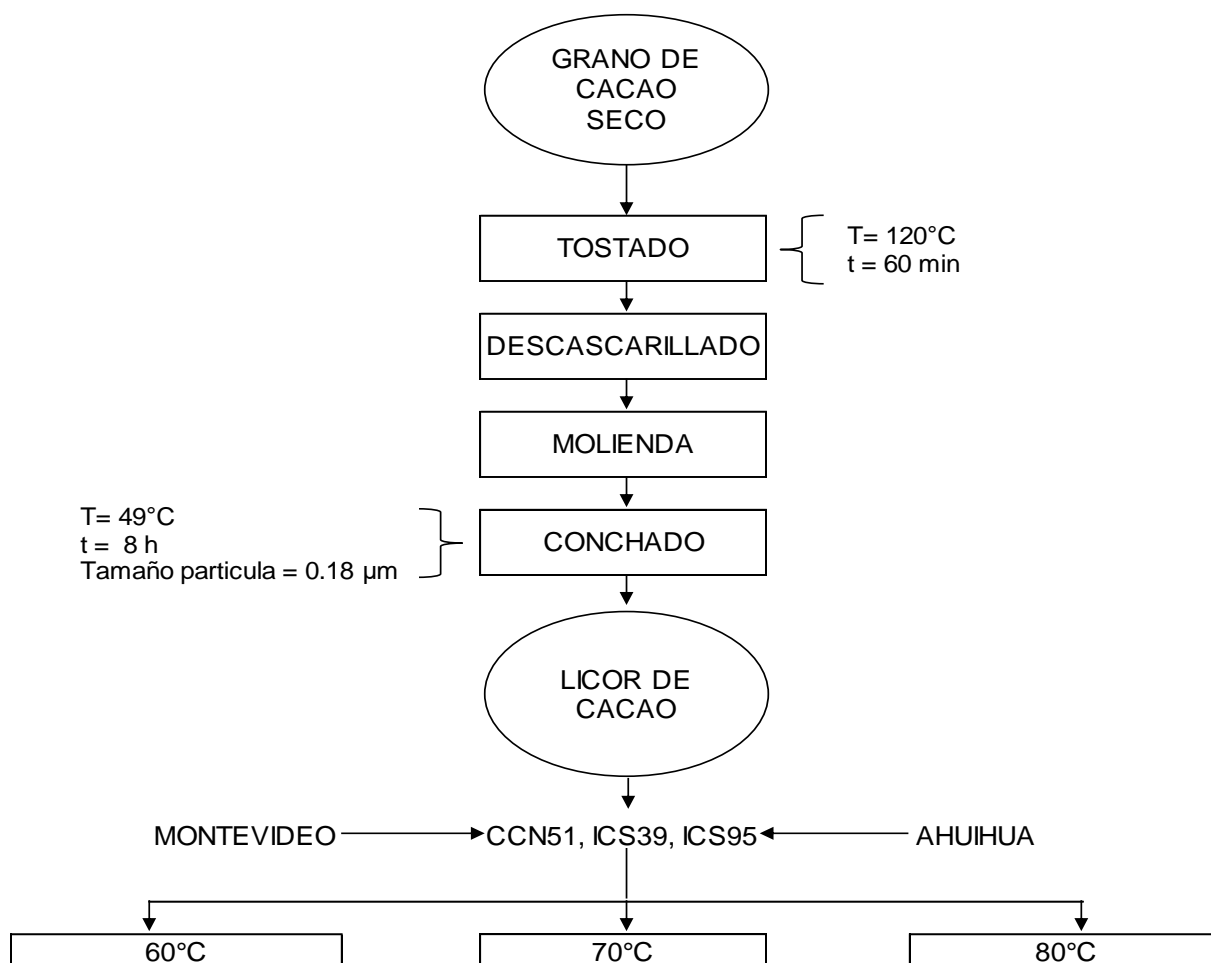 GRANO DE
CACAO
SECO
TOSTADO
T= 120°C
t = 60 min
DESCASCARILLADO
MOLIENDA
T= 49°C
t = 8 h
Tamaño particula = 0.18 µm
CONCHADO
LICOR DE
CACAO
MONTEVIDEO
CCN51, ICS39, ICS95
AHUIHUA
60°C
70°C
80°C